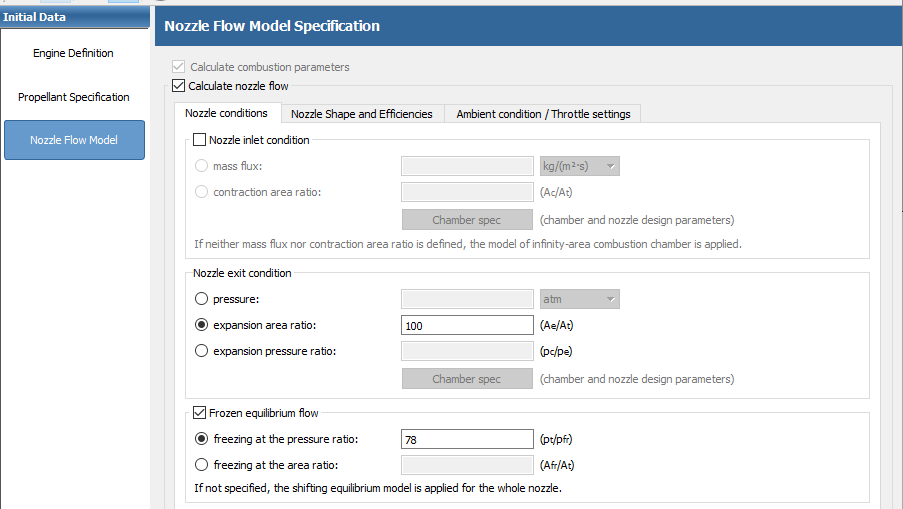 Initial Data
Nozzle Flow Model Specification
Engine Definition
Propellant Specification
Nozzle Flow Model
Calculate combustion parameters
Calculate nozzle flow
Nozzle conditions
Nozzle Shape and Efficiencies
Ambient condition / Throttle settings
Nozzle inlet condition
mass flux: kg/(m²·s)
contraction area ratio: (Ac/At)
Chamber spec (chamber and nozzle design parameters)
If neither mass flux nor contraction area ratio is defined, the model of infinity-area combustion chamber is applied.
Nozzle exit condition
pressure: atm
expansion area ratio: 100 (Ae/At)
expansion pressure ratio: (pc/pe)
Chamber spec (chamber and nozzle design parameters)
Frozen equilibrium flow
freezing at the pressure ratio: 78 (pt/pfr)
freezing at the area ratio: (Afr/At)
If not specified, the shifting equilibrium model is applied for the whole nozzle.